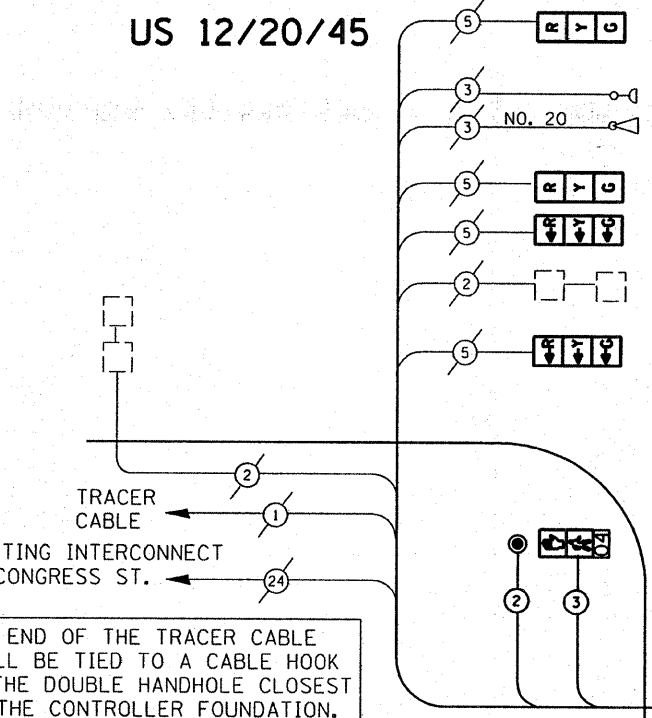 US 12/20/45
5
R Y G
3
3
NO. 20
5
R Y G
5
R Y G
2
5
R Y G
2
TRACER
CABLE
1
TING INTERCONNECT
CONGRESS ST.
24
2
3
END OF THE TRACER CABLE
LL BE TIED TO A CABLE HOOK
THE DOUBLE HANDHOLE CLOSEST
THE CONTROLLER FOUNDATION.